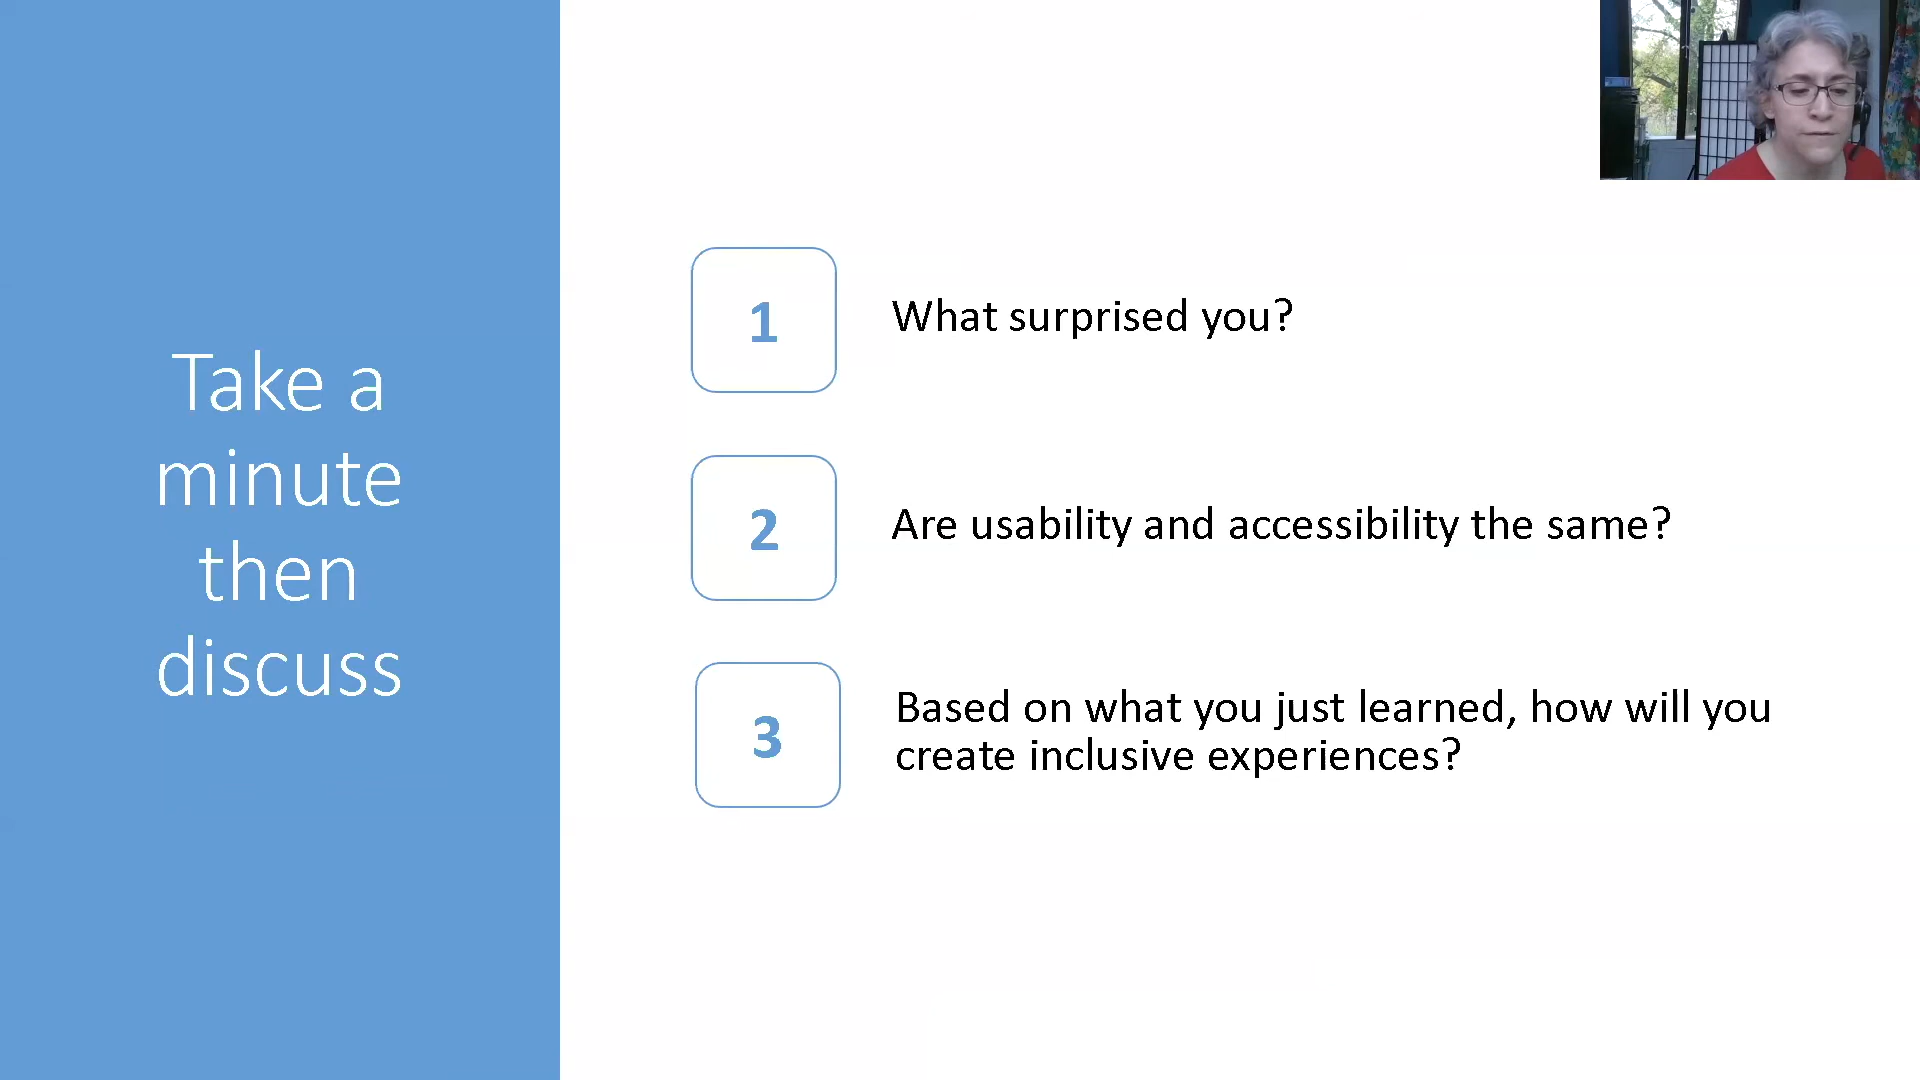 Take a
minute
then
discuss
1
What surprised you?
2
Are usability and accessibility the same?
3
Based on what you just learned, how will you
create inclusive experiences?